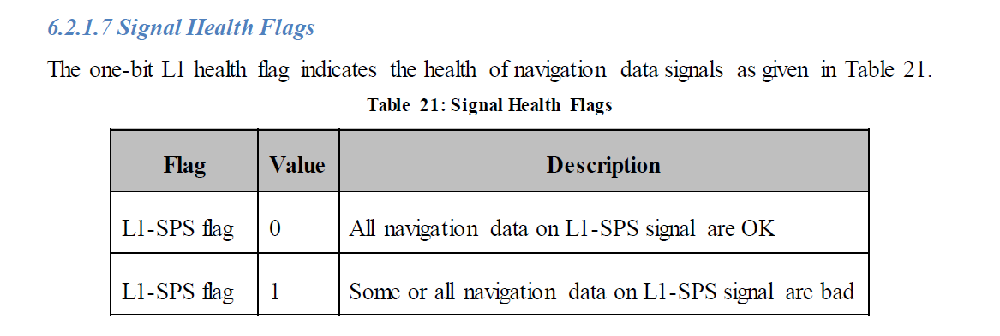 6.2.1.7 Signal Health Flags
The one-bit L1 health flag indicates the health of navigation data signals as given in Table 21.
Table 21: Signal Health Flags
Flag Value Description
L1-SPS flag 0 All navigation data on L1-SPS signal are OK
L1-SPS flag 1 Some or all navigation data on L1-SPS signal are bad